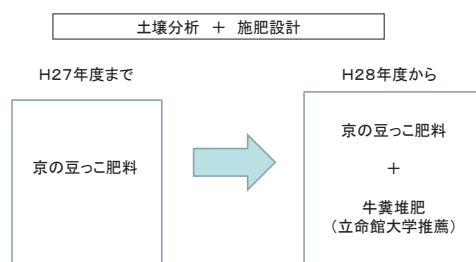 土壌分析 ＋ 施肥設計
H27年度まで
H28年度から
京の豆っこ肥料
京の豆っこ肥料
＋
牛糞堆肥
（立命館大学推薦）